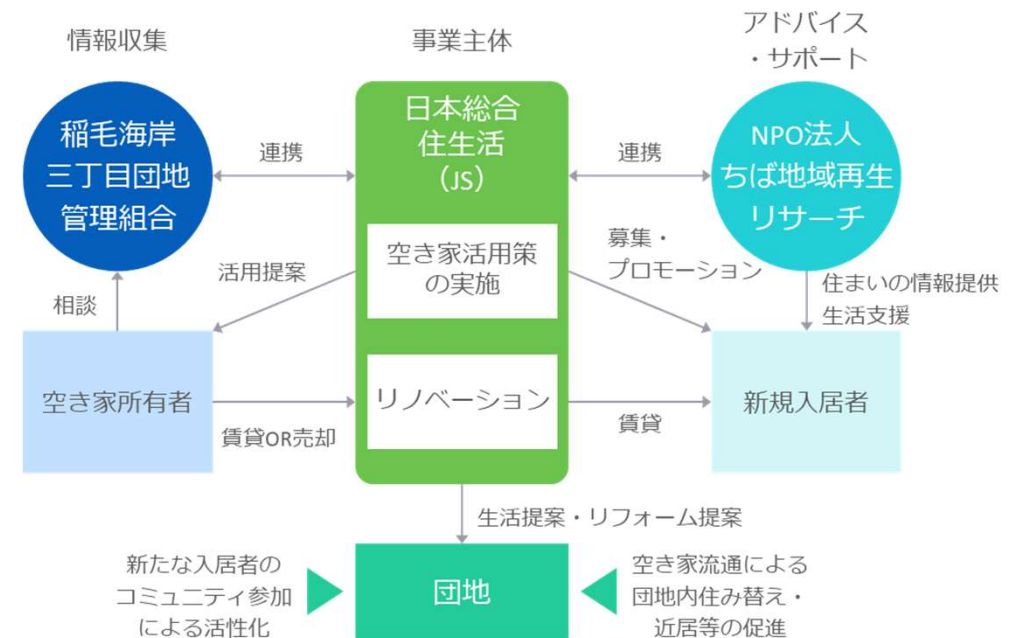 情報収集
事業主体
アドバイス
・サポート
稲毛海岸
三丁目団地
管理組合
連携
日本総合
住生活
（JS）
連携
NPO法人
ちば地域再生
リサーチ
空き家活用策
の実施
活用提案
募集・
プロモーション
相談
住まいの情報提供
生活支援
空き家所有者
リノベーション
新規入居者
賃貸OR売却
賃貸
生活提案・リフォーム提案
新たな入居者の
コミュニティ参加
による活性化
団地
空き家流通による
団地内住み替え・
近居等の促進